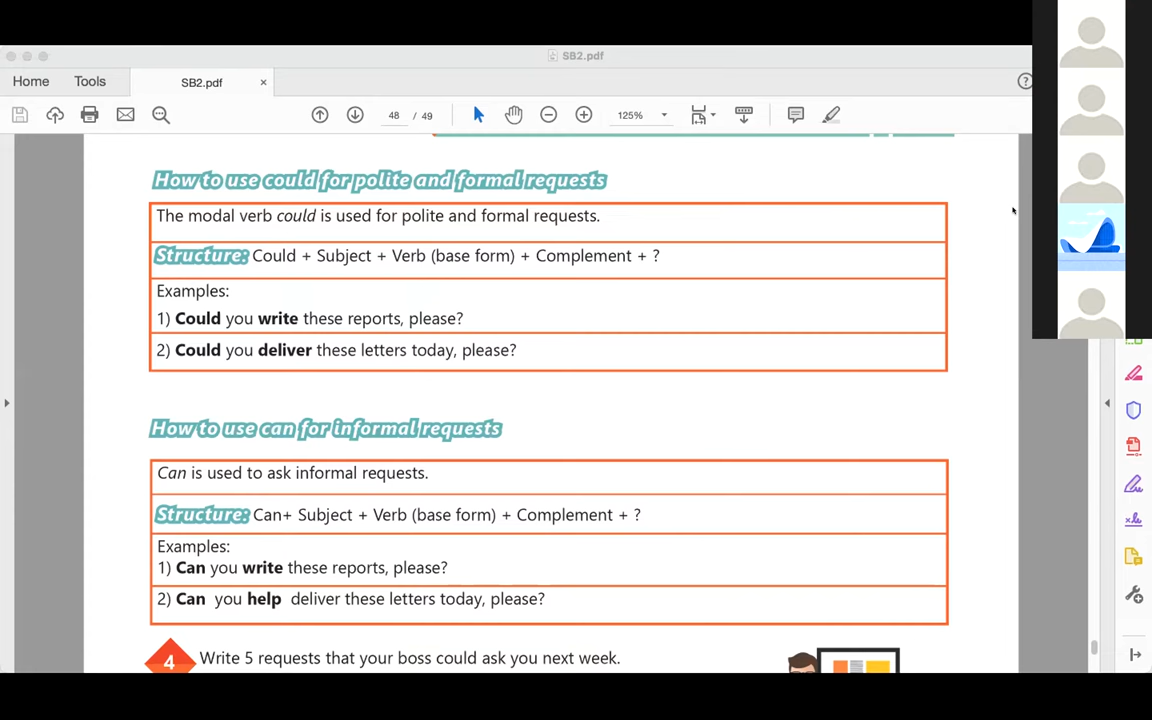 SB2.pdf
Home
Tools
SB2.pdf
×
48 / 49
125%
How to use could for polite and formal requests
The modal verb could is used for polite and formal requests.
Structure: Could + Subject + Verb (base form) + Complement + ?
Examples:
1) Could you write these reports, please?
2) Could you deliver these letters today, please?
How to use can for informal requests
Can is used to ask informal requests.
Structure: Can+ Subject + Verb (base form) + Complement + ?
Examples:
1) Can you write these reports, please?
2) Can you help deliver these letters today, please?
4 Write 5 requests that your boss could ask you next week.